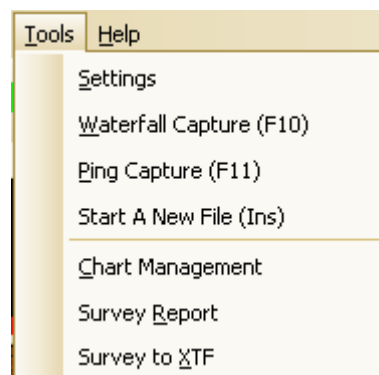 Tools Help
Settings
Waterfall Capture (F10)
Ping Capture (F11)
Start A New File (Ins)
Chart Management
Survey Report
Survey to XTF